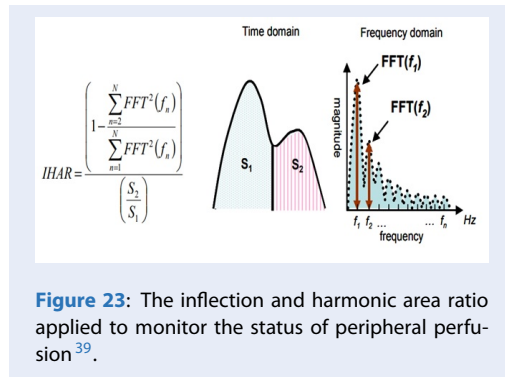 Time domain
Frequency domain
FFT(f₁)
FFT(f₂)
IHAR = ((1 - (∑_{n=2}^{N} FFT²(fₙ)) / (∑_{n=1}^{N} FFT²(fₙ)))) / ((S₂ / S₁))
S₁
S₂
magnitude
f₁ f₂ ... ... fₙ Hz
frequency
Figure 23: The inflection and harmonic area ratio
applied to monitor the status of peripheral perfu-
sion ³⁹.